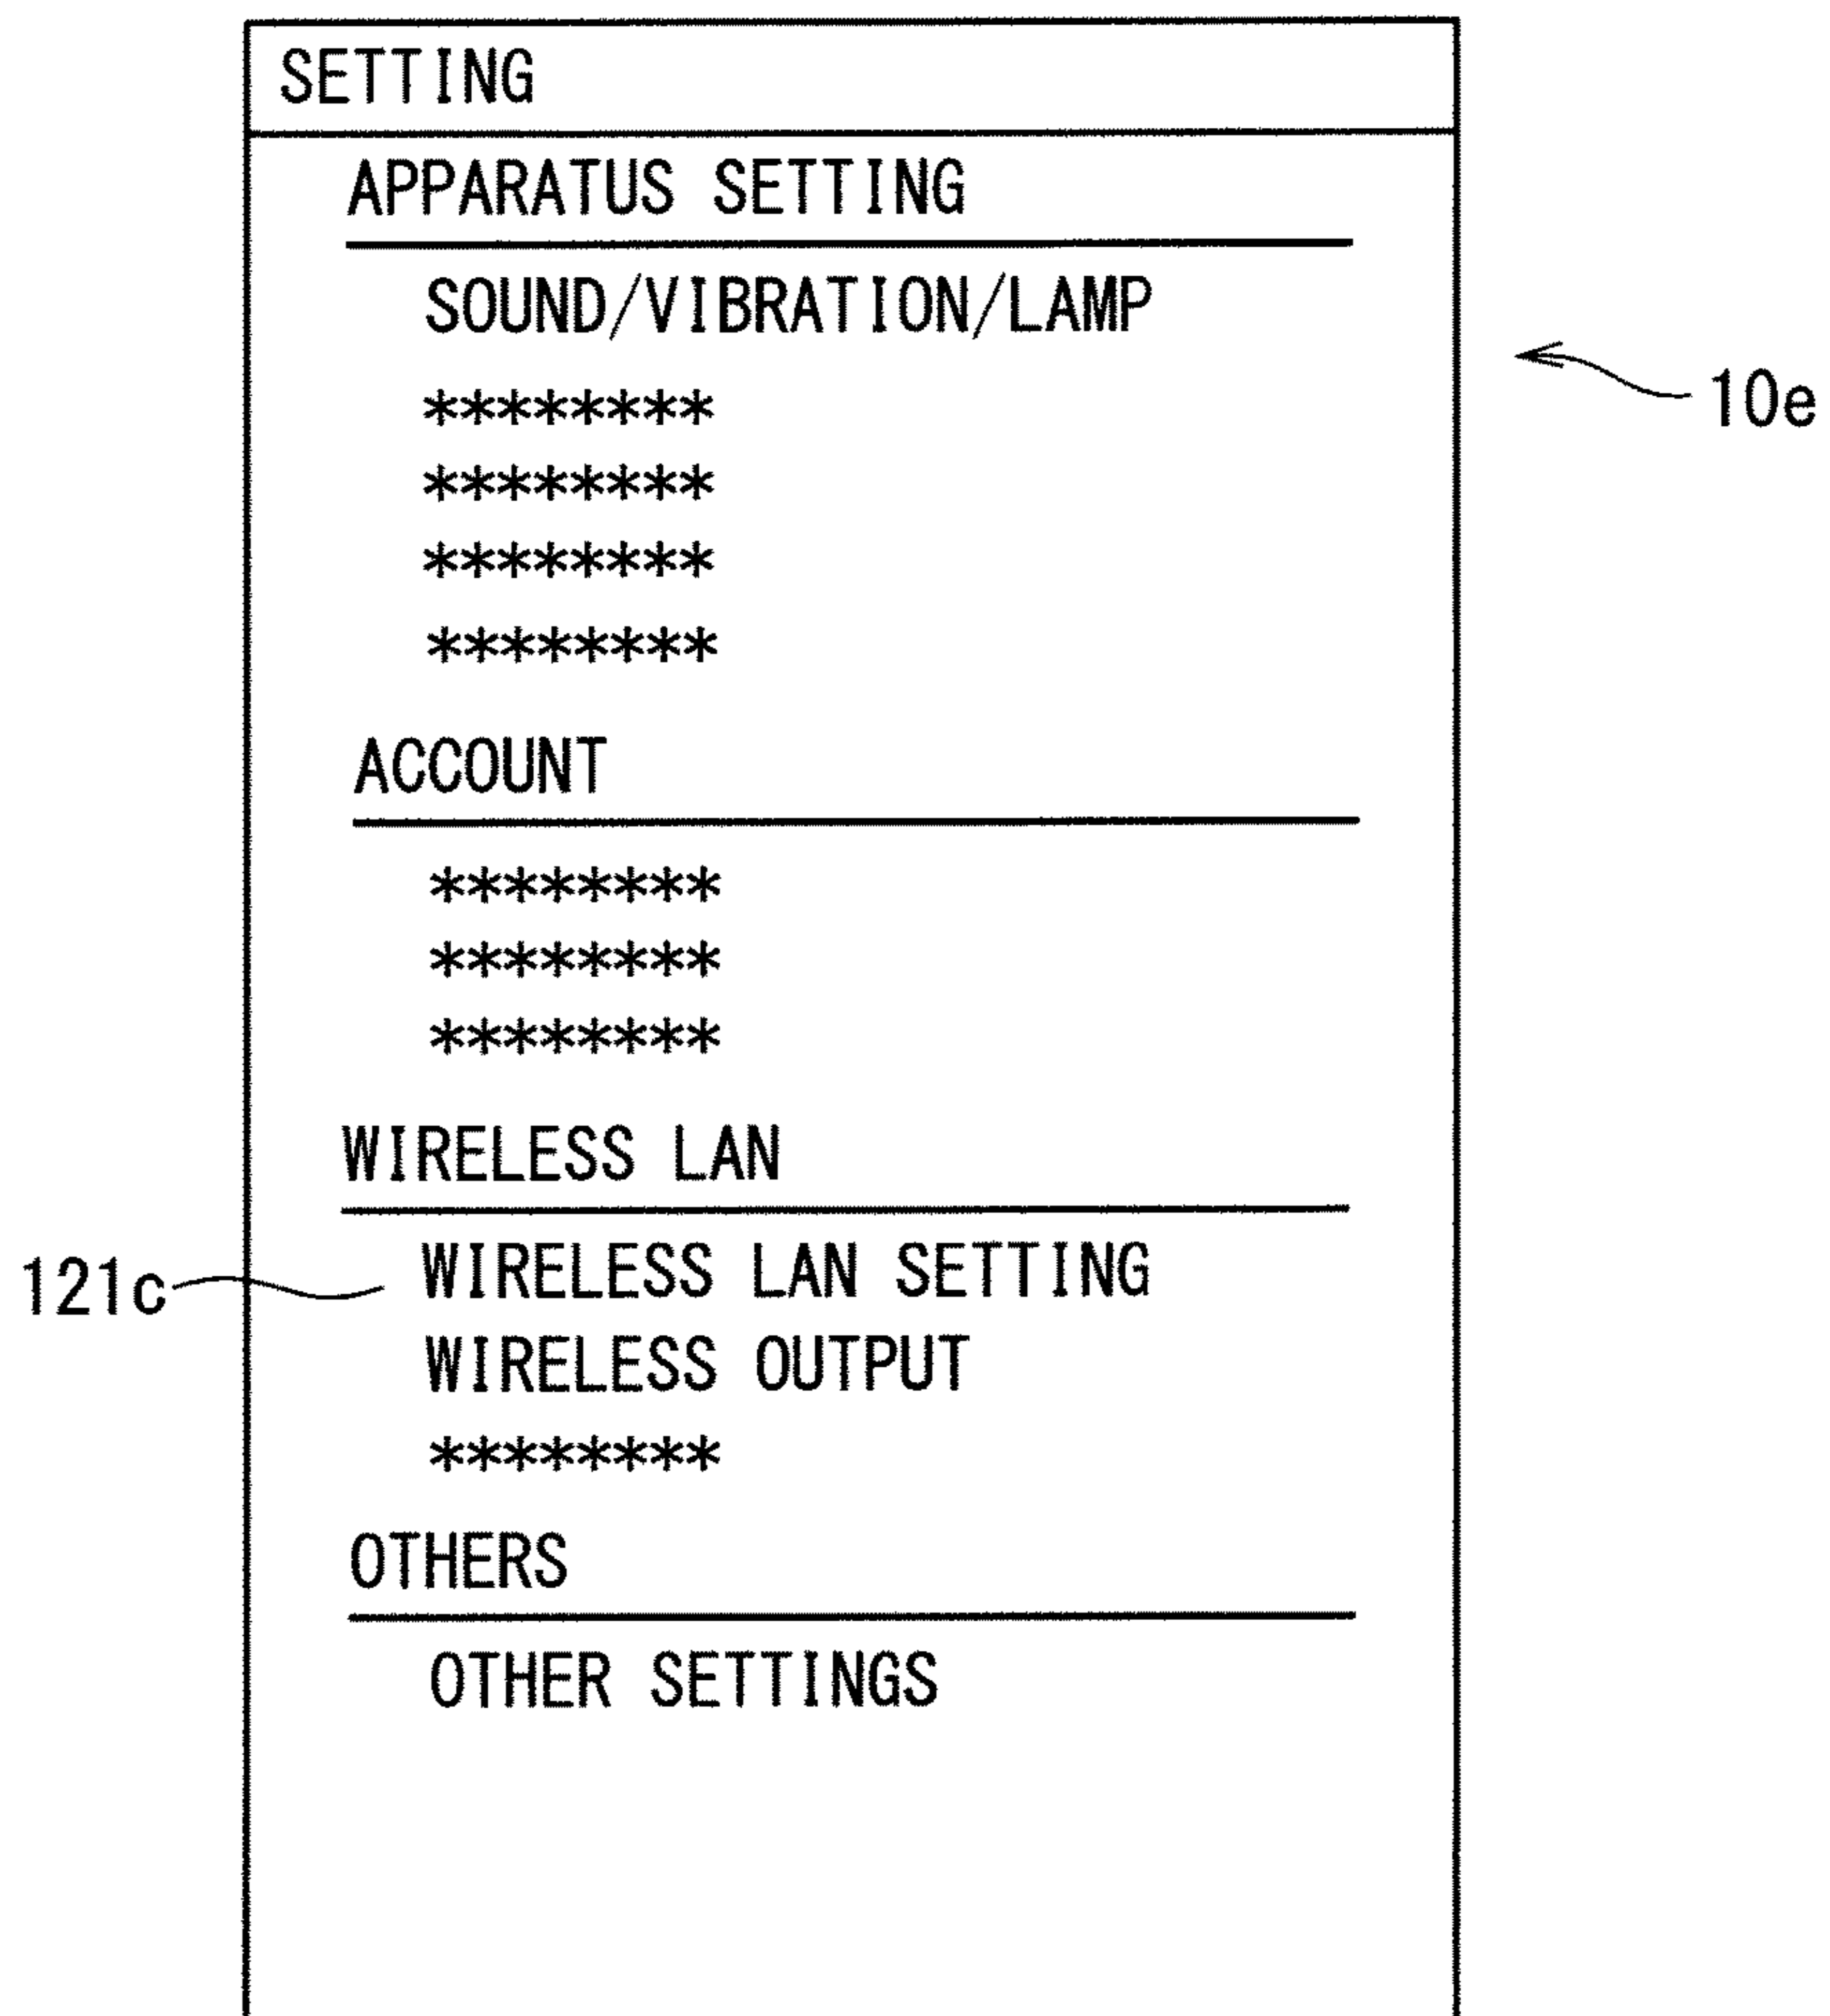 SETTING
APPARATUS SETTING
SOUND/VIBRATION/LAMP
10e
********
********
********
********
ACCOUNT
********
********
********
WIRELESS LAN
121c
WIRELESS LAN SETTING
WIRELESS OUTPUT
********
OTHERS
OTHER SETTINGS